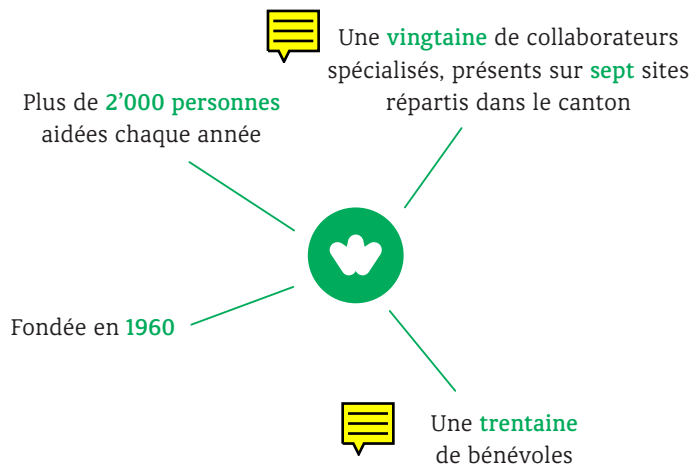 Une vingtaine de collaborateurs
spécialisés, présents sur sept sites
répartis dans le canton
Plus de 2’000 personnes
aidées chaque année
Fondée en 1960
Une trentaine
de bénévoles